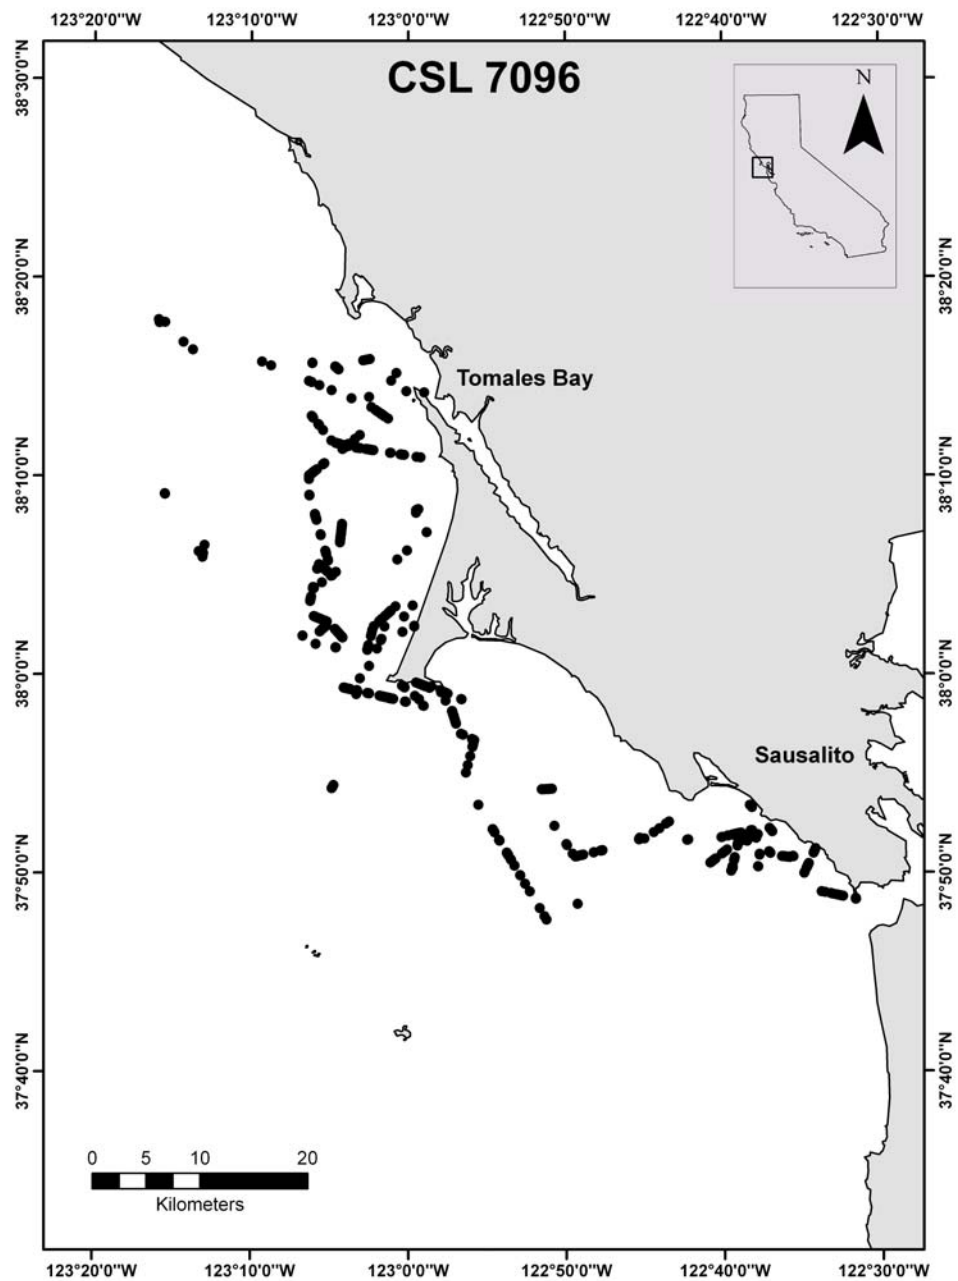 123°20'0"W 123°10'0"W 123°0'0"W 122°50'0"W 122°40'0"W 122°30'0"W
CSL 7096
N
38°30'0"N 38°30'0"N
38°20'0"N 38°20'0"N
Tomales Bay
38°10'0"N 38°10'0"N
38°0'0"N 38°0'0"N
Sausalito
37°50'0"N 37°50'0"N
37°40'0"N 37°40'0"N
0 5 10 20
Kilometers
123°20'0"W 123°10'0"W 123°0'0"W 122°50'0"W 122°40'0"W 122°30'0"W